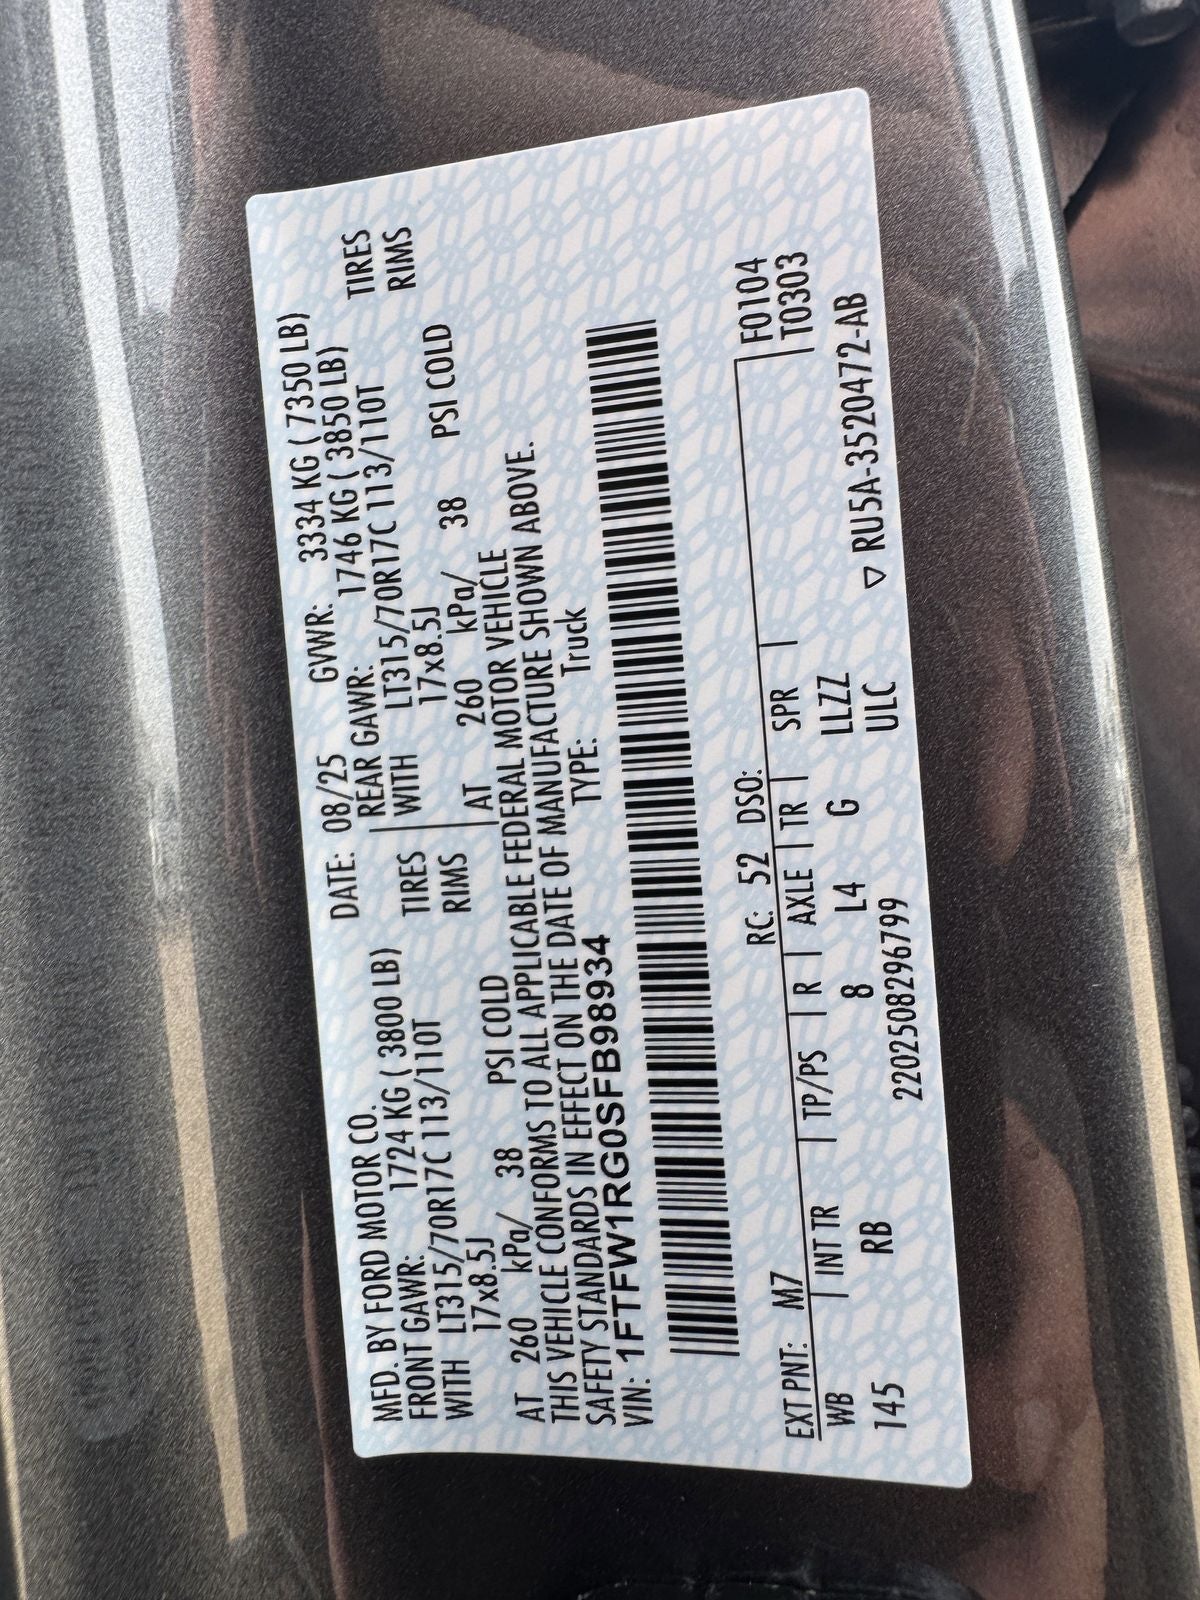 MFD. BY FORD MOTOR CO. DATE: 08/25 GVWR: 3334 KG ( 7350 LB)
FRONT GAWR: 1724 KG ( 3800 LB) REAR GAWR: 1746 KG ( 3850 LB)
WITH LT315/70R17C 113/110T TIRES WITH LT315/70R17C 113/110T TIRES
17x8.5J RIMS 17x8.5J RIMS
AT 260 kPa/ 38 PSI COLD AT 260 kPa/ 38 PSI COLD
THIS VEHICLE CONFORMS TO ALL APPLICABLE FEDERAL MOTOR VEHICLE
SAFETY STANDARDS IN EFFECT ON THE DATE OF MANUFACTURE SHOWN ABOVE.
VIN: 1FTFW1RG0SFB98934 TYPE: Truck
EXT PNT: M7 RC: 52 DSO: F0104
WB INT TR TP/PS R AXLE TR SPR T0303
145 RB 8 L4 G LLZZ
2202508296799 ULC ▽ RU5A-3520472-AB